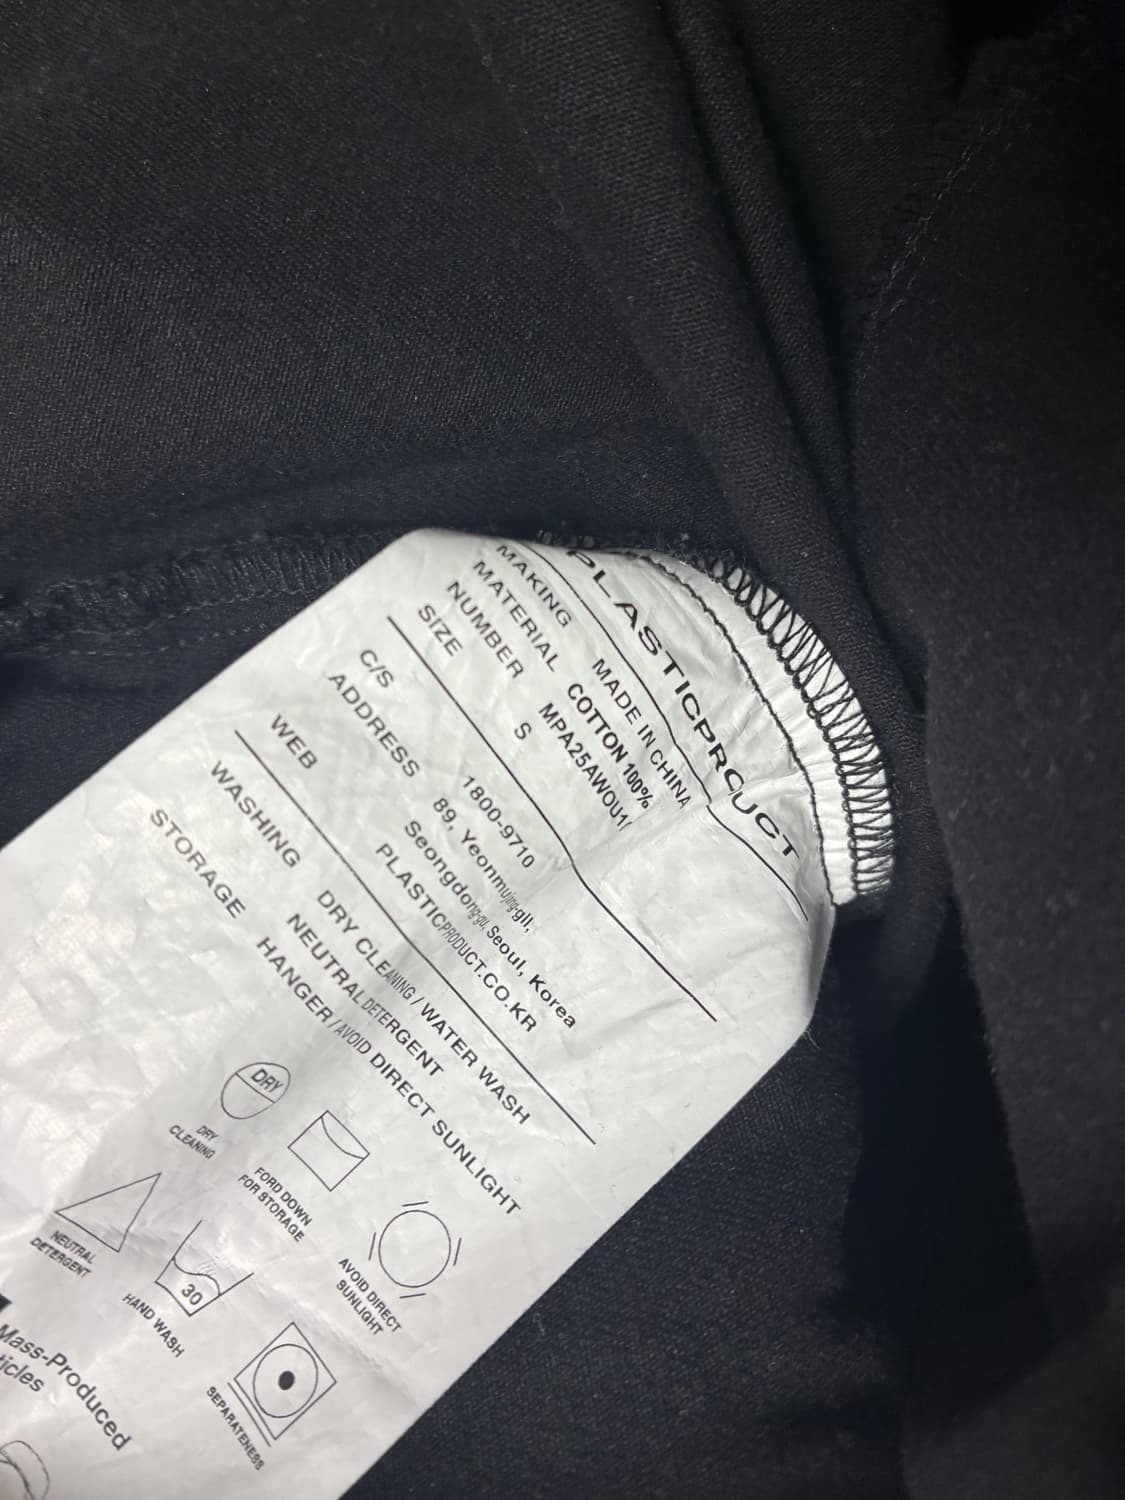 PLASTICPRODUCT
MAKING MADE IN CHINA
MATERIAL COTTON 100%
NUMBER
SIZE S
C/S 1800-9710
ADDRESS 89, Yeonmujang-gil,
Seongdong-gu, Seoul, Korea
WEB PLASTICPRODUCT.CO.KR
WASHING DRY CLEANING / WATER WASH
NEUTRAL DETERGENT
STORAGE HANGER / AVOID DIRECT SUNLIGHT
DRY
DRY
CLEANING
FORD DOWN
FOR STORAGE
AVOID DIRECT
SUNLIGHT
NEUTRAL
DETERGENT
30
HAND WASH
SEPARATENESS
Mass-Produced